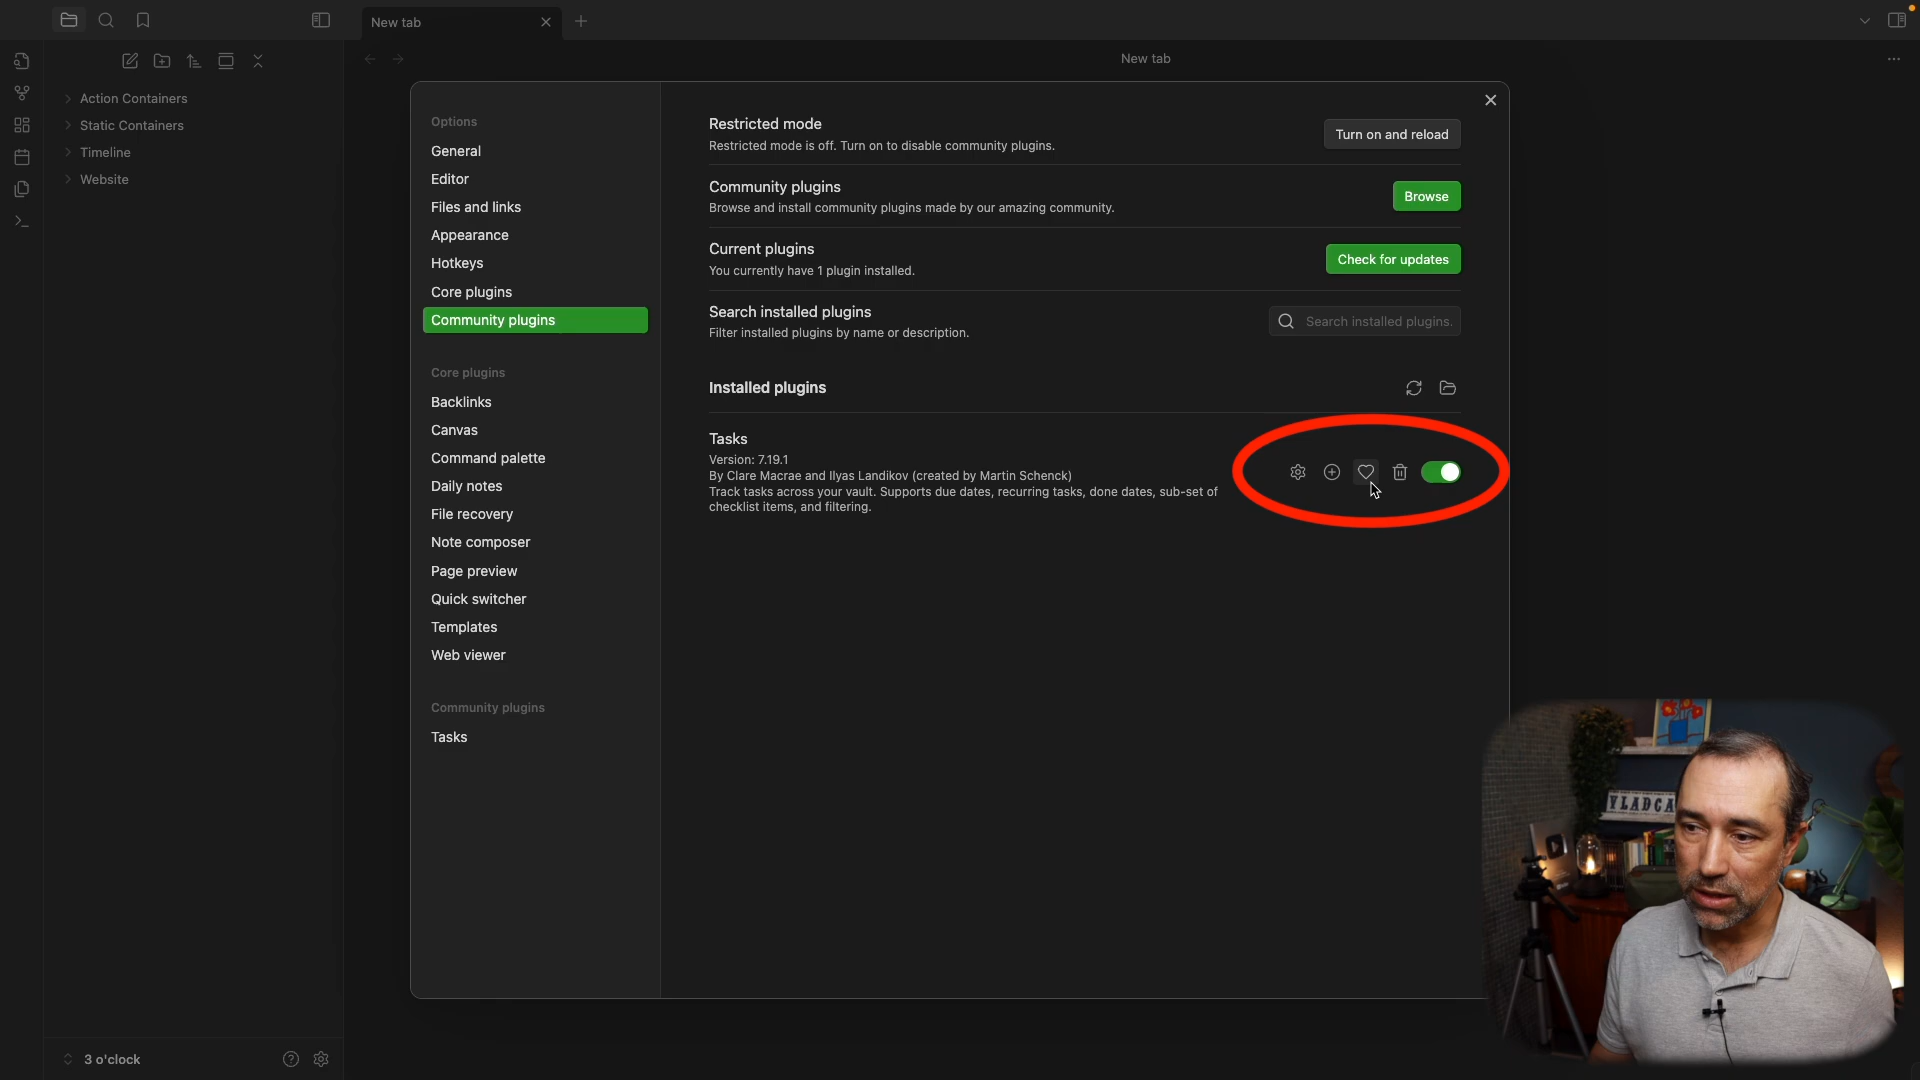 New tab
New tab
Action Containers
Static Containers
Timeline
Website
3 o'clock
Options
General
Editor
Files and links
Appearance
Hotkeys
Core plugins
Community plugins
Core plugins
Backlinks
Canvas
Command palette
Daily notes
File recovery
Note composer
Page preview
Quick switcher
Templates
Web viewer
Community plugins
Tasks
Restricted mode
Restricted mode is off. Turn on to disable community plugins.
Turn on and reload
Community plugins
Browse and install community plugins made by our amazing community.
Browse
Current plugins
You currently have 1 plugin installed.
Check for updates
Search installed plugins
Filter installed plugins by name or description.
Search installed plugins.
Installed plugins
Tasks
Version: 7.19.1
By Clare Macrae and Ilyas Landikov (created by Martin Schenck)
Track tasks across your vault. Supports due dates, recurring tasks, done dates, sub-set of
checklist items, and filtering.
VLADCA